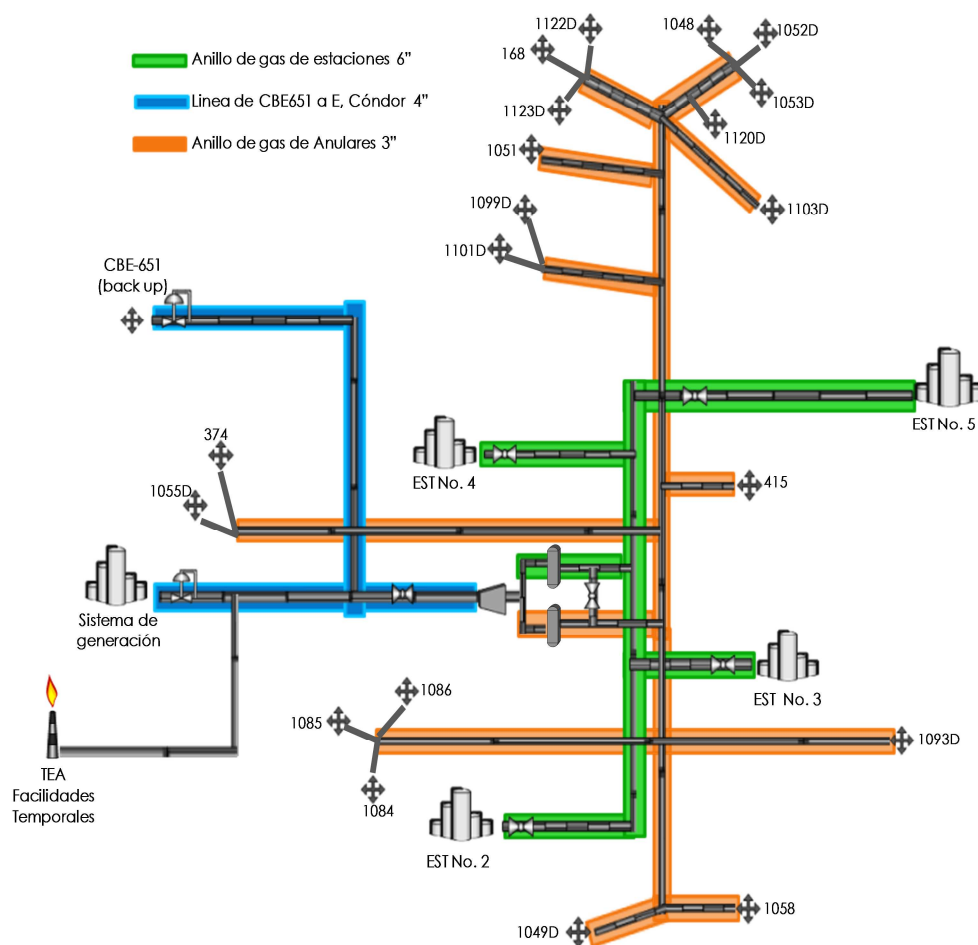 1122D
1048
1052D
168
Anillo de gas de estaciones 6"
Linea de CBE651 a E, Cóndor 4"
1053D
1123D
1120D
Anillo de gas de Anulares 3"
1051
1099D
1103D
1101D
CBE-651
(back up)
EST No. 5
374
EST No. 4
415
1055D
Sistema de
generación
1086
EST No. 3
1085
1093D
TEA
Facilidades
Temporales
1084
EST No. 2
1058
1049D